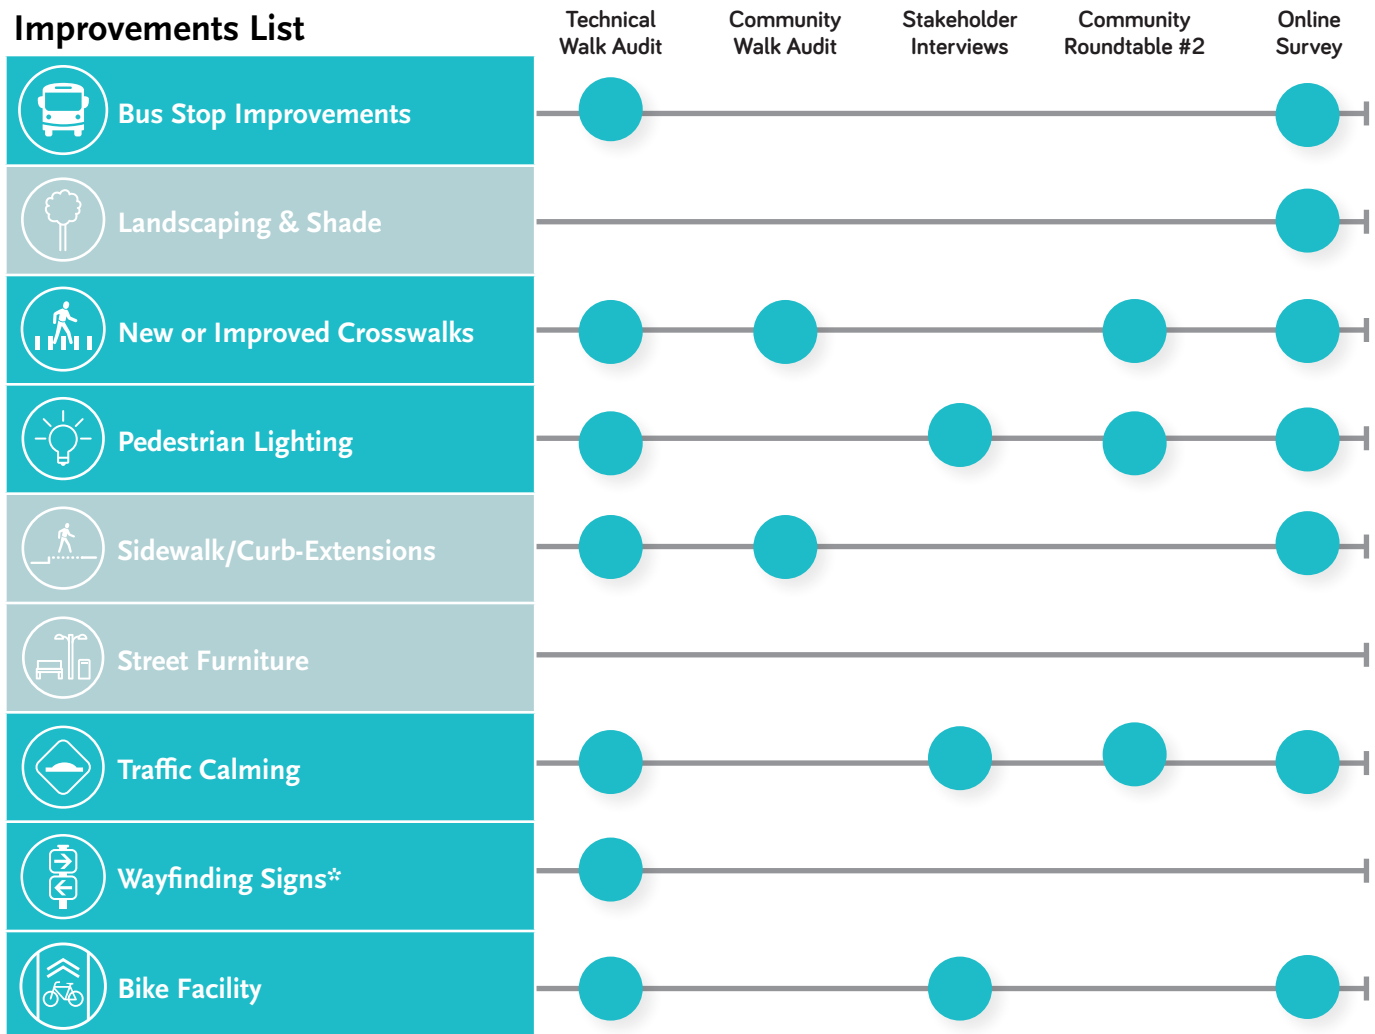 Improvements List
Technical
Walk Audit
Community
Walk Audit
Stakeholder
Interviews
Community
Roundtable #2
Online
Survey
Bus Stop Improvements
Landscaping & Shade
New or Improved Crosswalks
Pedestrian Lighting
Sidewalk/Curb-Extensions
Street Furniture
Traffic Calming
Wayfinding Signs*
Bike Facility